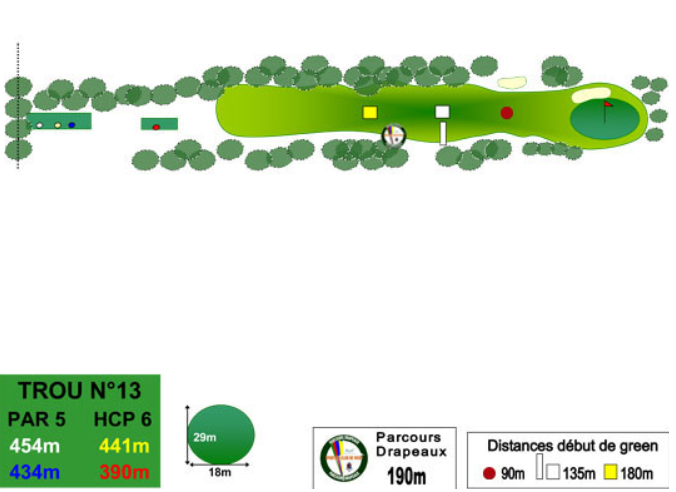 TROU N°13
PAR 5 HCP 6
454m 441m
434m 390m
29m
18m
Parcours
Drapeaux
190m
Distances début de green
90m 135m 180m